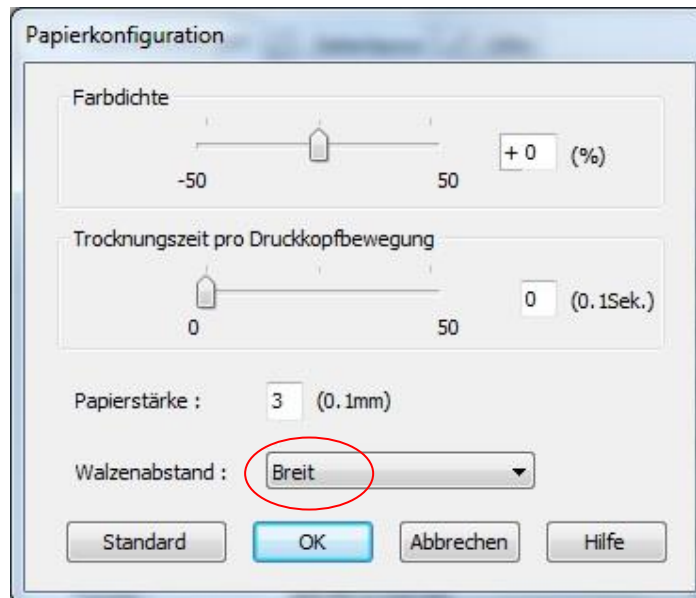 Papierkonfiguration
Farbdichte
+ 0 (%)
-50 50
Trocknungszeit pro Druckkopfbewegung
0 (0.1Sek.)
0 50
Papierstärke : 3 (0.1mm)
Walzenabstand : Breit
Standard OK Abbrechen Hilfe